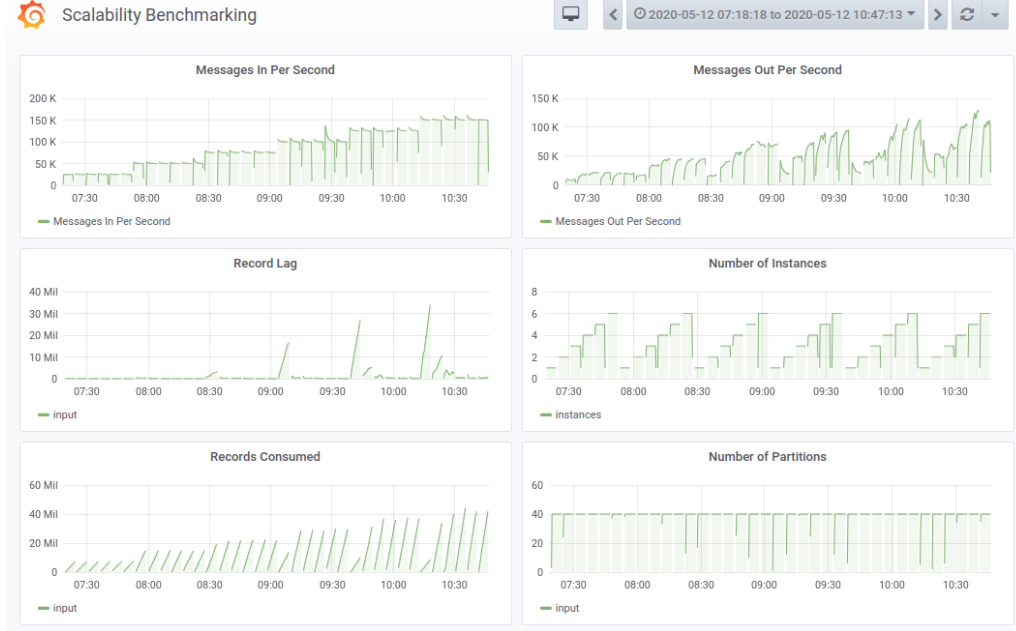 Scalability Benchmarking
2020-05-12 07:18:18 to 2020-05-12 10:47:13
Messages In Per Second
200 K
150 K
100 K
50 K
0
07:30 08:00 08:30 09:00 09:30 10:00 10:30
Messages In Per Second
Messages Out Per Second
150 K
100 K
50 K
0
07:30 08:00 08:30 09:00 09:30 10:00 10:30
Messages Out Per Second
Record Lag
40 Mil
30 Mil
20 Mil
10 Mil
0
07:30 08:00 08:30 09:00 09:30 10:00 10:30
input
Number of Instances
8
6
4
2
0
07:30 08:00 08:30 09:00 09:30 10:00 10:30
instances
Records Consumed
60 Mil
40 Mil
20 Mil
0
07:30 08:00 08:30 09:00 09:30 10:00 10:30
input
Number of Partitions
60
40
20
0
07:30 08:00 08:30 09:00 09:30 10:00 10:30
input